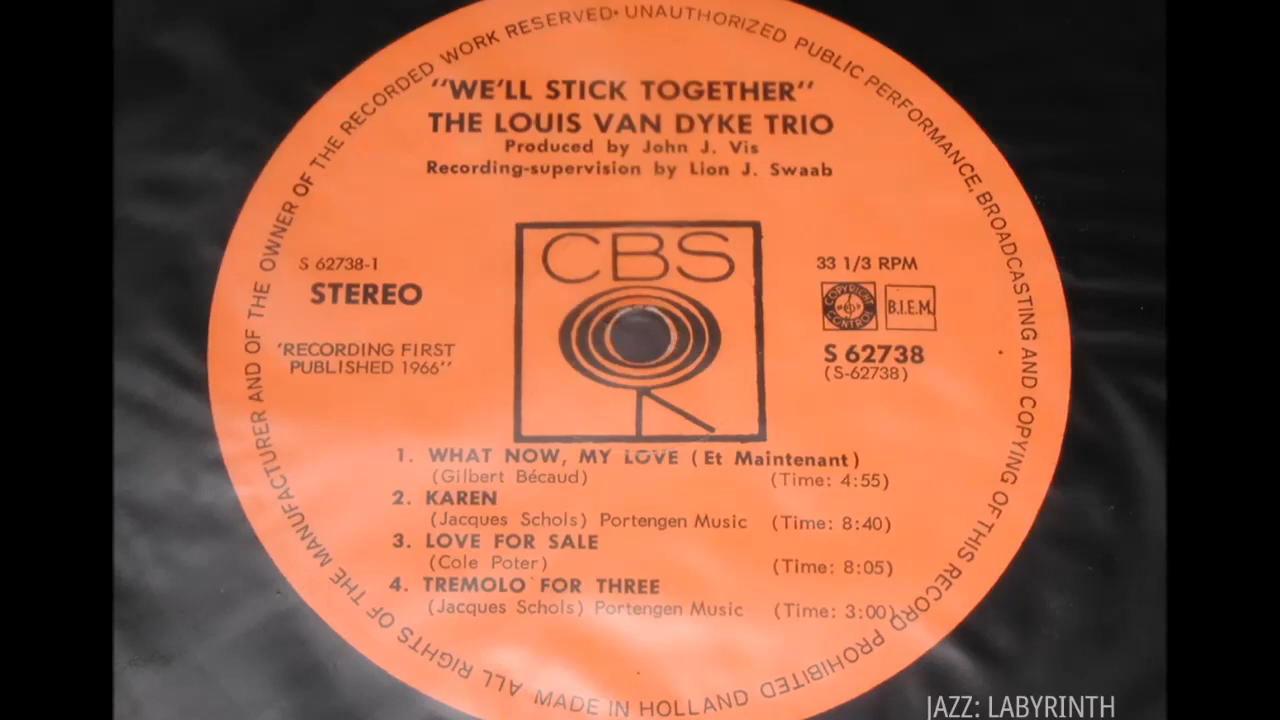 ALL RIGHTS OF THE MANUFACTURER AND OF THE OWNER OF THE RECORDED WORK RESERVED • UNAUTHORIZED PUBLIC PERFORMANCE, BROADCASTING AND COPYING OF THIS RECORD PROHIBITED
"WE'LL STICK TOGETHER"
THE LOUIS VAN DYKE TRIO
Produced by John J. Vis
Recording-supervision by Lion J. Swaab
CBS
S 62738-1
STEREO
'RECORDING FIRST
PUBLISHED 1966"
33 1/3 RPM
COPYRIGHT CONTROL
B.I.E.M.
S 62738
(S-62738)
1. WHAT NOW, MY LOVE (Et Maintenant)
(Gilbert Bécaud) (Time: 4:55)
2. KAREN
(Jacques Schols) Portengen Music (Time: 8:40)
3. LOVE FOR SALE
(Cole Poter) (Time: 8:05)
4. TREMOLO FOR THREE
(Jacques Schols) Portengen Music (Time: 3:00)
MADE IN HOLLAND
JAZZ: LABYRINTH